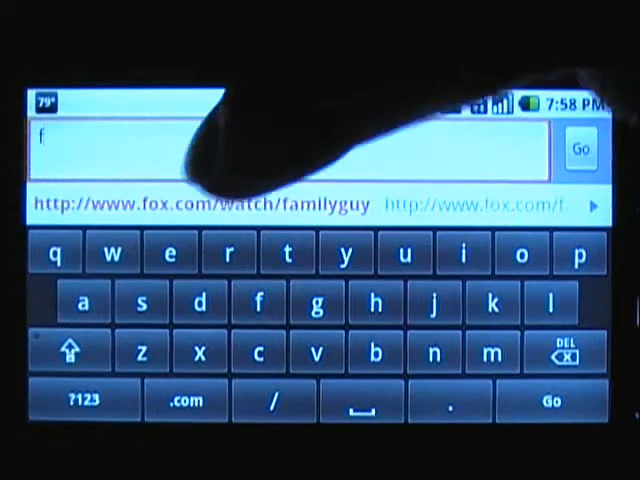 79° 7:58 PM
f
Go
http://www.fox.com/watch/familyguy http://www.fox.com/f
q w e r t y u i o p
a s d f g h j k l
z x c v b n m DEL
?123 .com / . Go